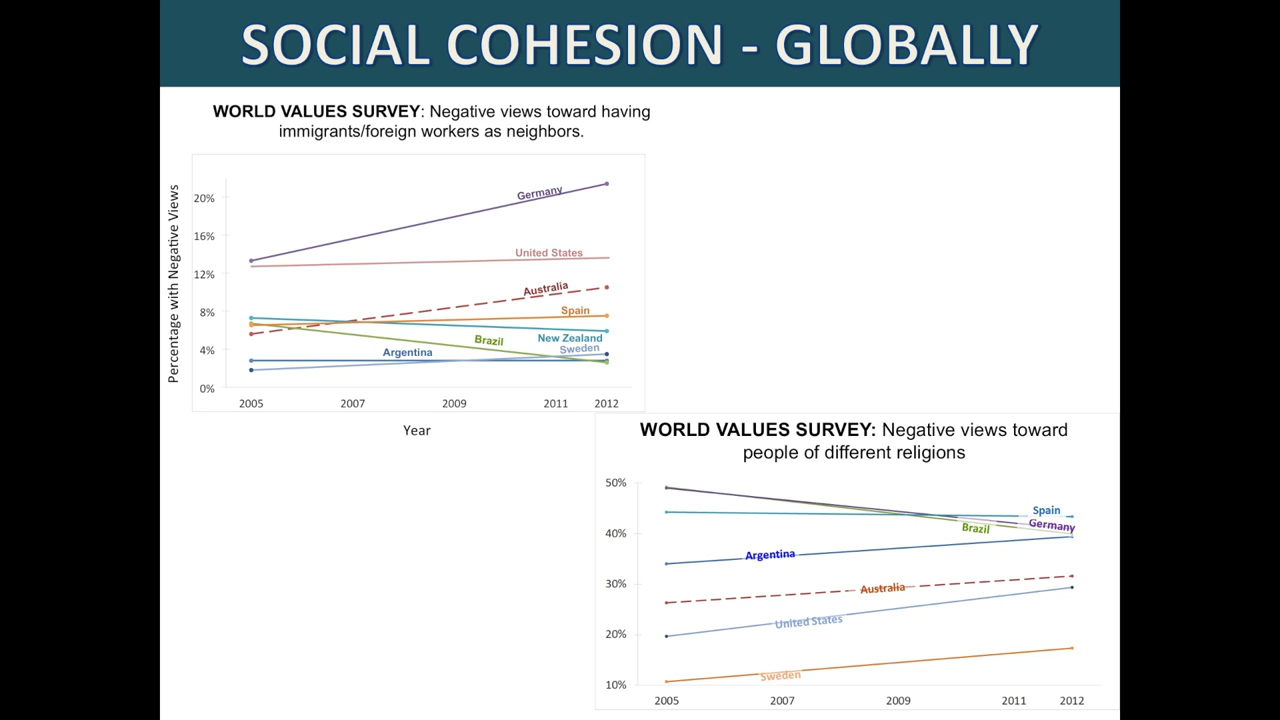 SOCIAL COHESION - GLOBALLY
WORLD VALUES SURVEY: Negative views toward having
immigrants/foreign workers as neighbors.
Percentage with Negative Views
20%
16%
12%
8%
4%
0%
Germany
United States
Australia
Spain
New Zealand
Brazil
Sweden
Argentina
2005 2007 2009 2011 2012
Year
WORLD VALUES SURVEY: Negative views toward
people of different religions
50%
40%
30%
20%
10%
Spain
Germany
Brazil
Argentina
Australia
United States
Sweden
2005 2007 2009 2011 2012